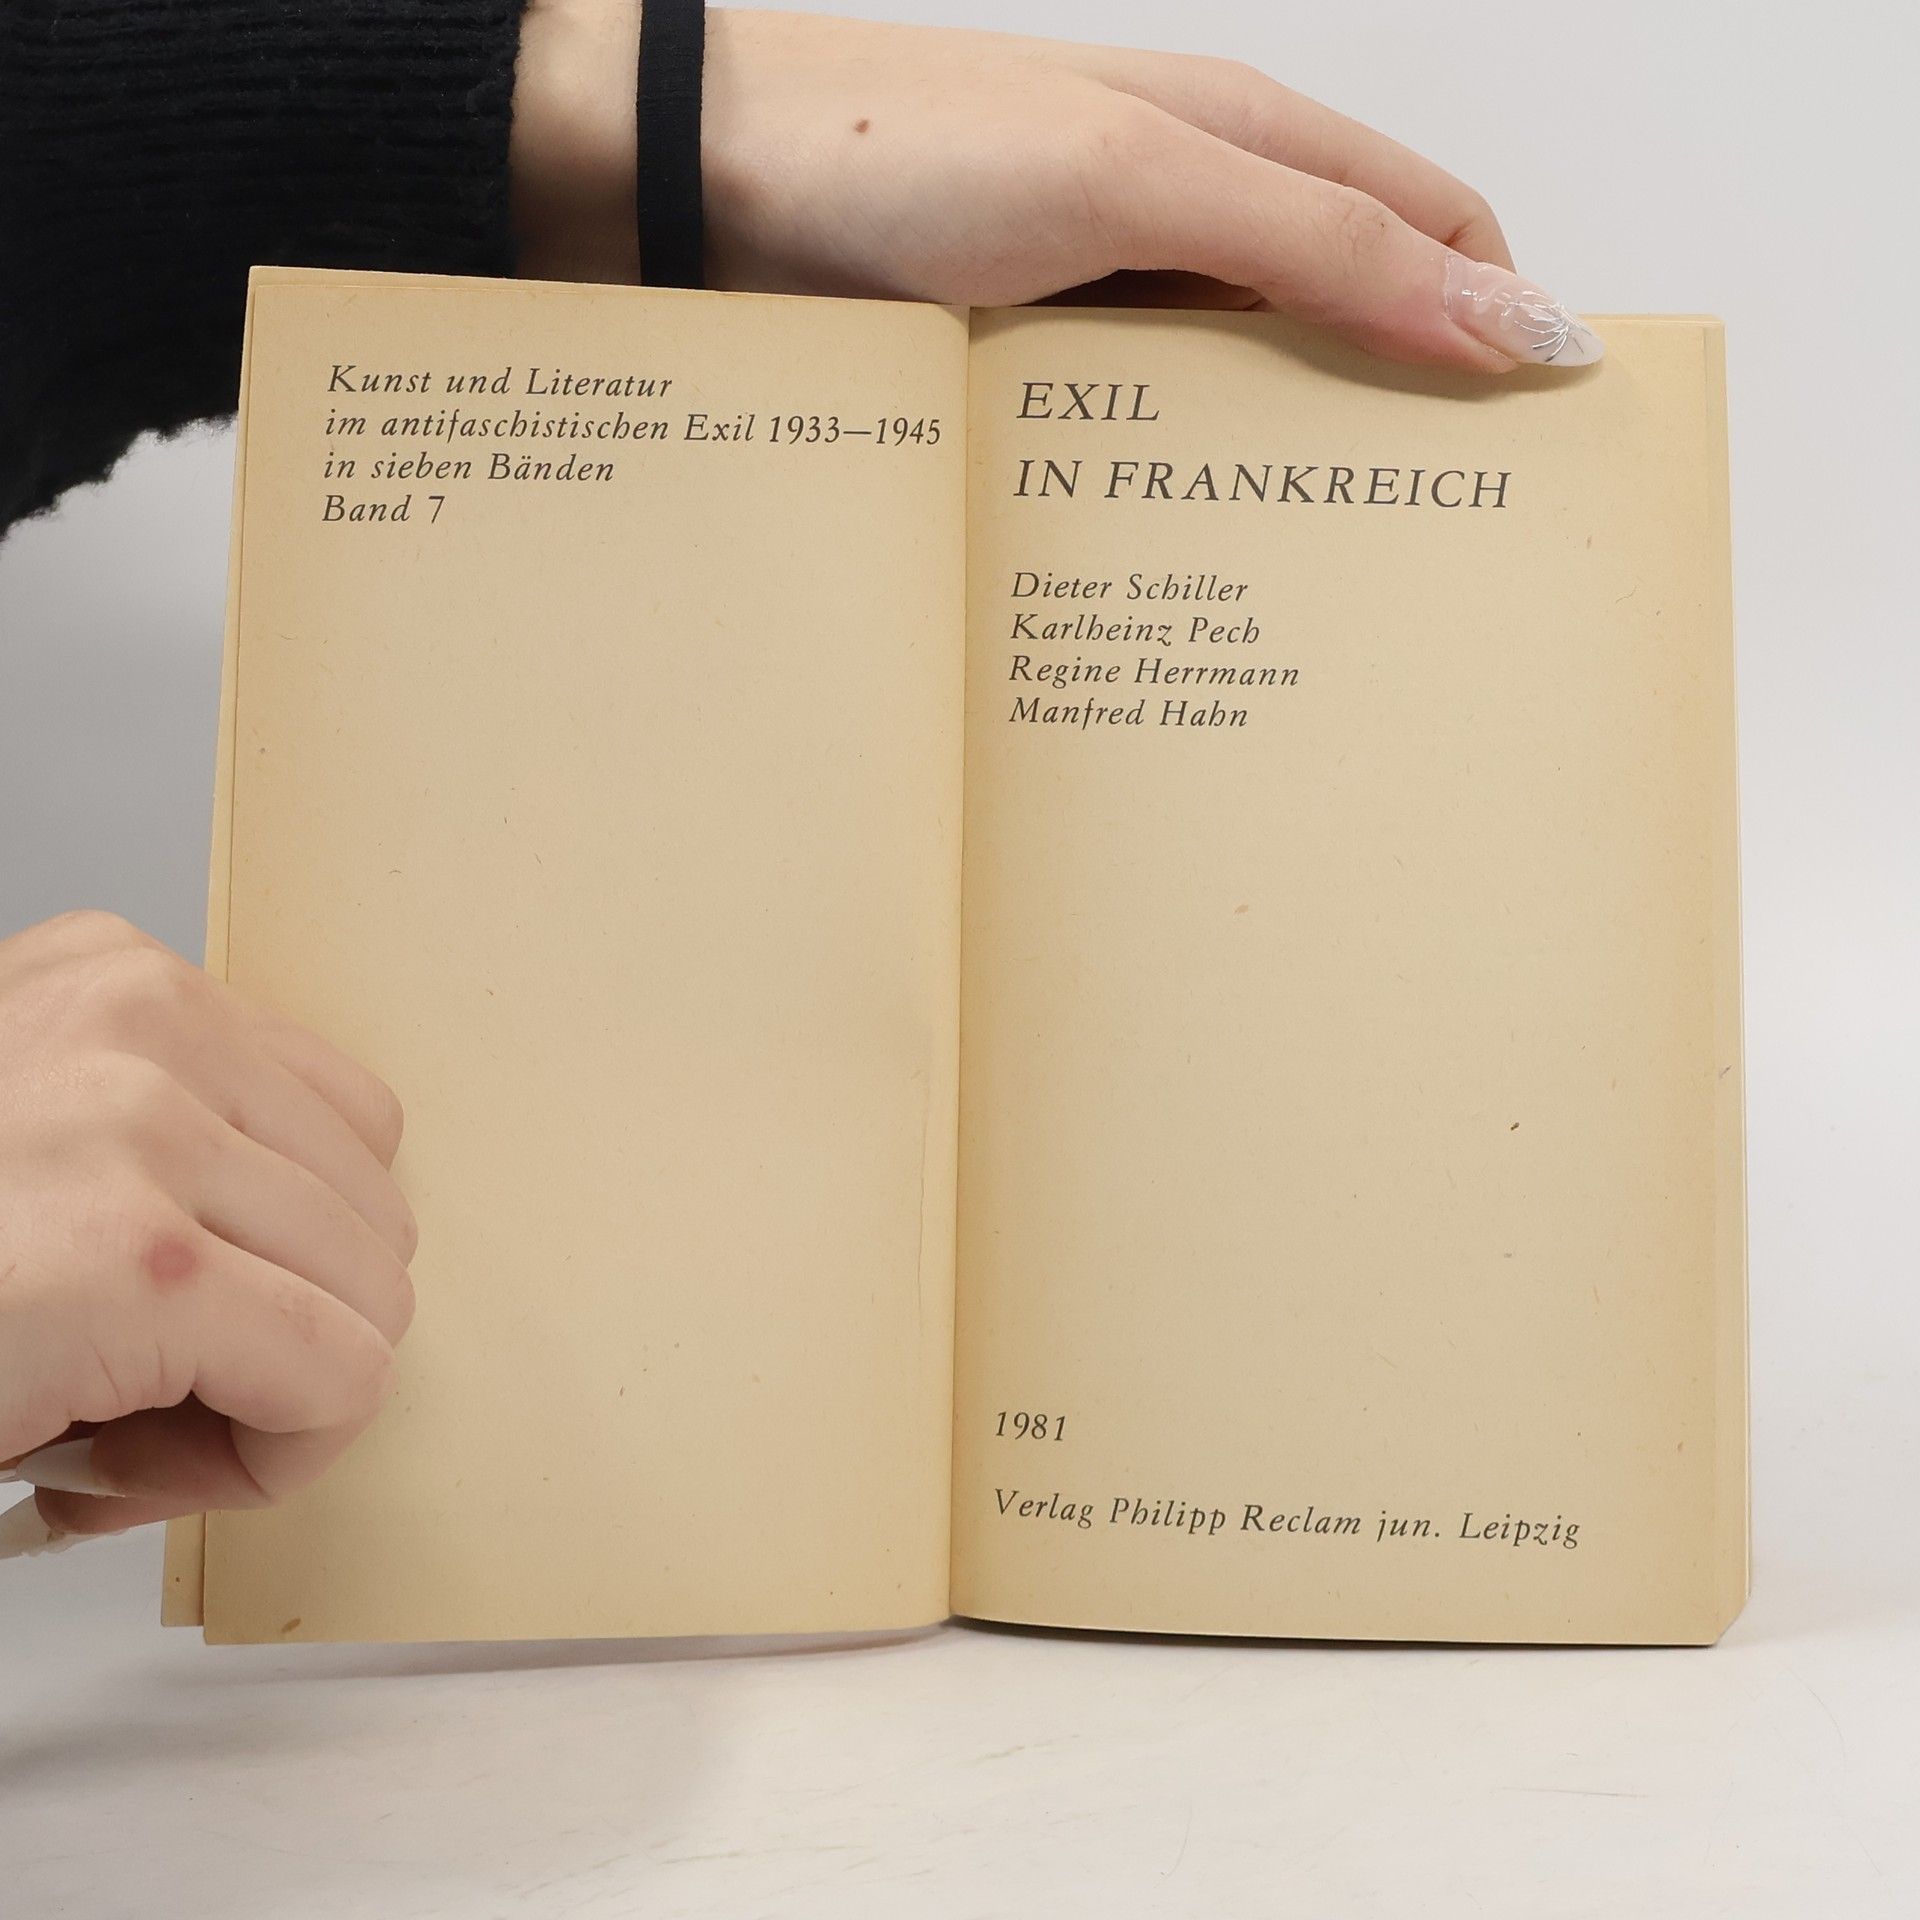 Kunst und Literatur
im antifaschistischen Exil 1933—1945
in sieben Bänden
Band 7
EXIL
IN FRANKREICH
Dieter Schiller
Karlheinz Pech
Regine Herrmann
Manfred Hahn
1981
Verlag Philipp Reclam jun. Leipzig